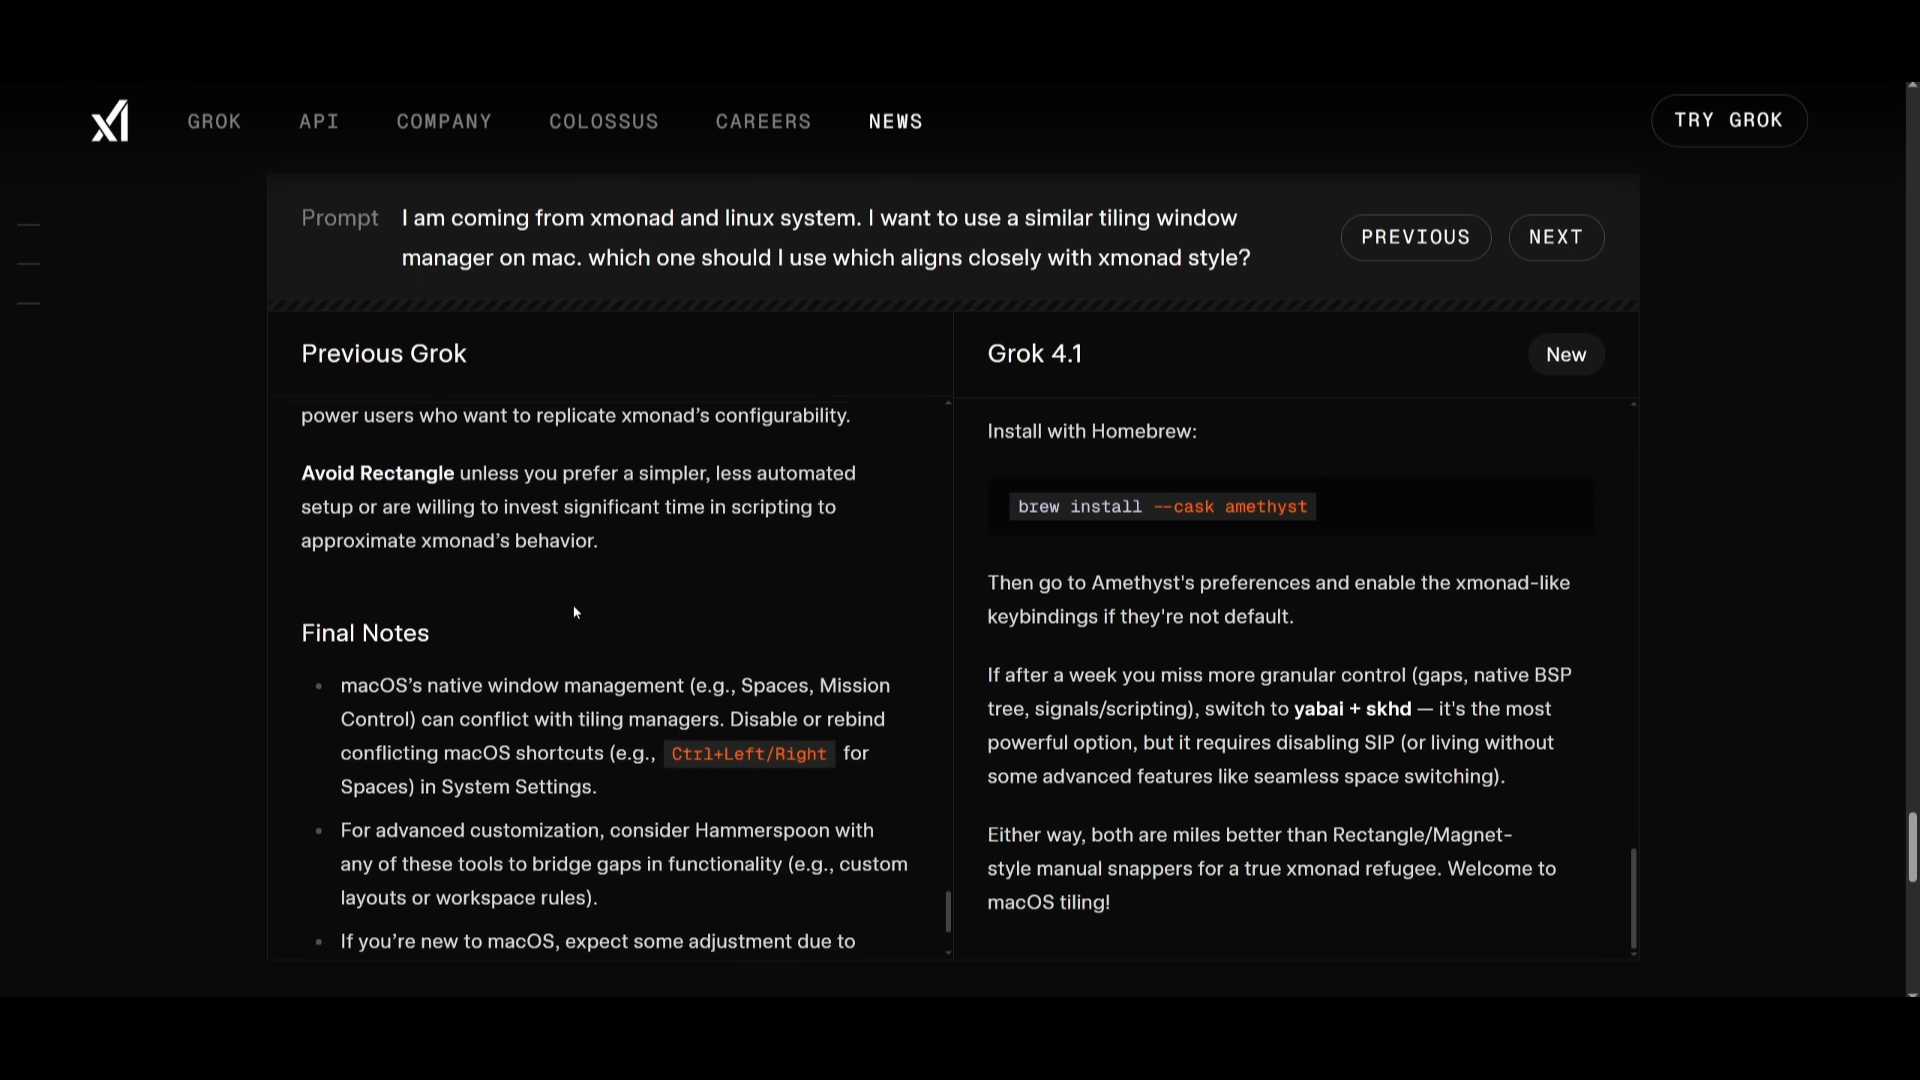 xI
GROK
API
COMPANY
COLOSSUS
CAREERS
NEWS
TRY GROK
Prompt
I am coming from xmonad and linux system. I want to use a similar tiling window
manager on mac. which one should I use which aligns closely with xmonad style?
PREVIOUS
NEXT
Previous Grok
power users who want to replicate xmonad’s configurability.
Avoid Rectangle unless you prefer a simpler, less automated
setup or are willing to invest significant time in scripting to
approximate xmonad’s behavior.
Final Notes
• macOS’s native window management (e.g., Spaces, Mission
Control) can conflict with tiling managers. Disable or rebind
conflicting macOS shortcuts (e.g., Ctrl+Left/Right for
Spaces) in System Settings.
• For advanced customization, consider Hammerspoon with
any of these tools to bridge gaps in functionality (e.g., custom
layouts or workspace rules).
• If you’re new to macOS, expect some adjustment due to
Grok 4.1
New
Install with Homebrew:
brew install --cask amethyst
Then go to Amethyst's preferences and enable the xmonad-like
keybindings if they're not default.
If after a week you miss more granular control (gaps, native BSP
tree, signals/scripting), switch to yabai + skhd — it's the most
powerful option, but it requires disabling SIP (or living without
some advanced features like seamless space switching).
Either way, both are miles better than Rectangle/Magnet-
style manual snappers for a true xmonad refugee. Welcome to
macOS tiling!